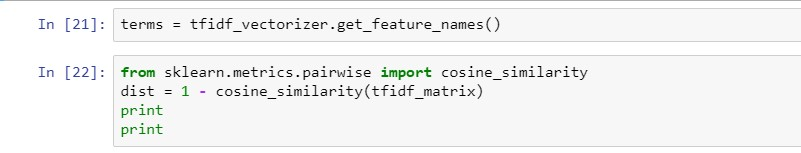 In [21]: terms = tfidf_vectorizer.get_feature_names()
In [22]: from sklearn.metrics.pairwise import cosine_similarity
dist = 1 - cosine_similarity(tfidf_matrix)
print
print